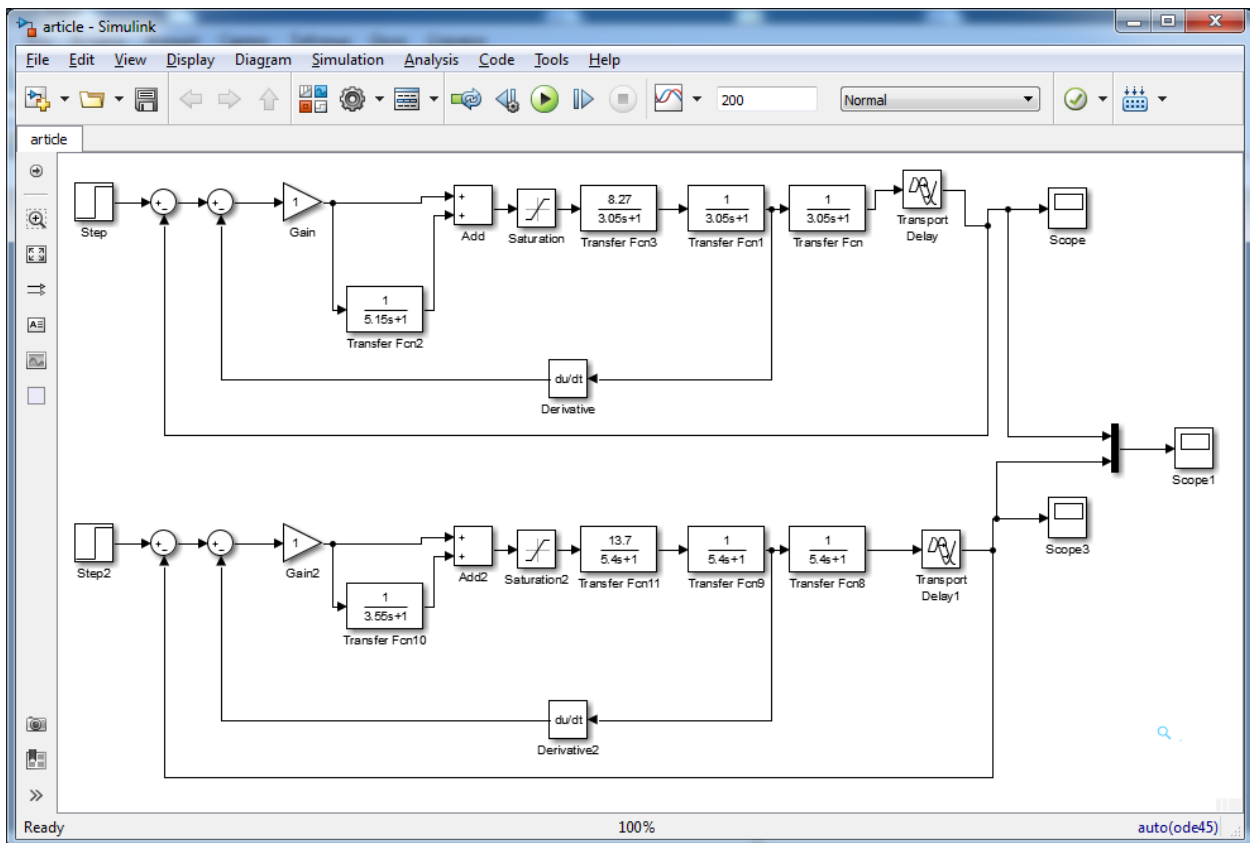 article - Simulink
File Edit View Display Diagram Simulation Analysis Code Tools Help
200 Normal
article
Step
+
-
+
-
1
Gain
+
+
Add
Saturation
8.27
3.05s+1
Transfer Fcn3
1
3.05s+1
Transfer Fcn1
1
3.05s+1
Transfer Fcn
Transport
Delay
Scope
1
5.15s+1
Transfer Fcn2
du/dt
Derivative
Scope1
Step2
+
-
+
-
1
Gain2
+
+
Add2
Saturation2
13.7
5.4s+1
Transfer Fcn11
1
5.4s+1
Transfer Fcn9
1
5.4s+1
Transfer Fcn8
Transport
Delay1
Scope3
1
3.55s+1
Transfer Fcn10
du/dt
Derivative2
Ready 100% auto(ode45)